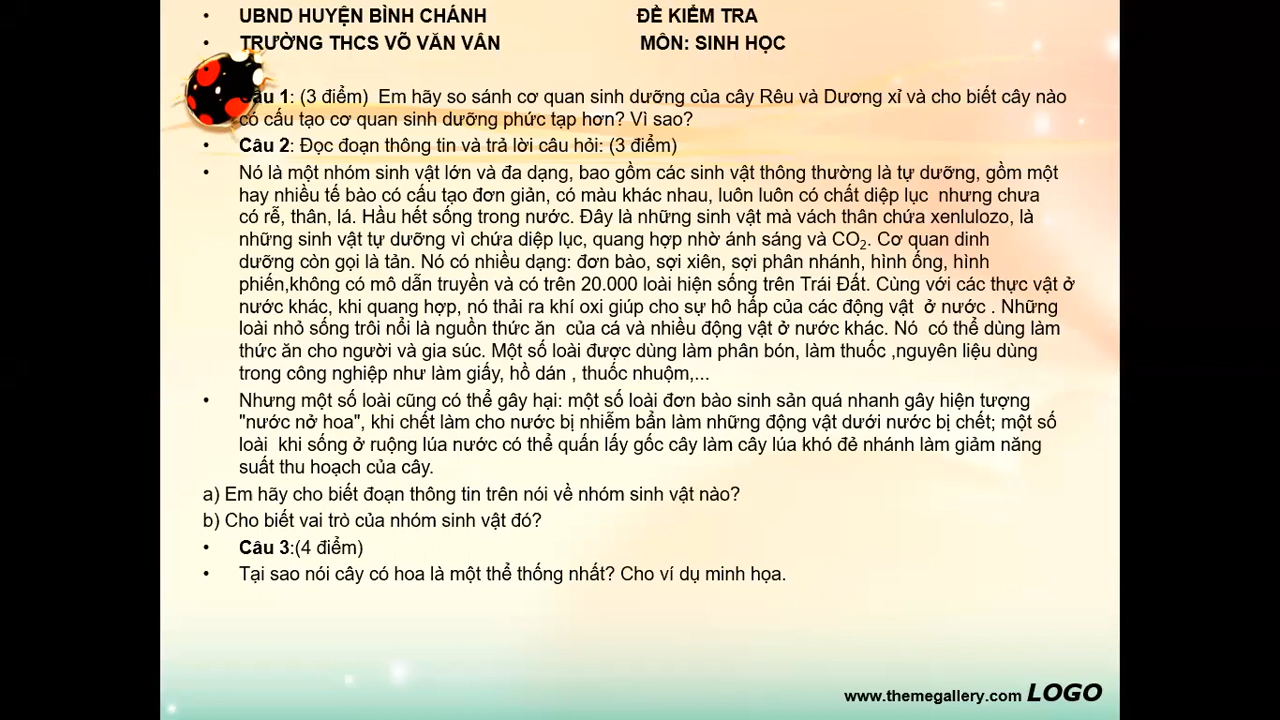 • UBND HUYỆN BÌNH CHÁNH ĐỀ KIỂM TRA
• TRƯỜNG THCS VÕ VĂN VÂN MÔN: SINH HỌC
Câu 1: (3 điểm) Em hãy so sánh cơ quan sinh dưỡng của cây Rêu và Dương xỉ và cho biết cây nào
có cấu tạo cơ quan sinh dưỡng phức tạp hơn? Vì sao?
• Câu 2: Đọc đoạn thông tin và trả lời câu hỏi: (3 điểm)
• Nó là một nhóm sinh vật lớn và đa dạng, bao gồm các sinh vật thông thường là tự dưỡng, gồm một
hay nhiều tế bào có cấu tạo đơn giản, có màu khác nhau, luôn luôn có chất diệp lục nhưng chưa
có rễ, thân, lá. Hầu hết sống trong nước. Đây là những sinh vật mà vách thân chứa xenlulozo, là
những sinh vật tự dưỡng vì chứa diệp lục, quang hợp nhờ ánh sáng và CO₂. Cơ quan dinh
dưỡng còn gọi là tản. Nó có nhiều dạng: đơn bào, sợi xiên, sợi phân nhánh, hình ống, hình
phiến,không có mô dẫn truyền và có trên 20.000 loài hiện sống trên Trái Đất. Cùng với các thực vật ở
nước khác, khi quang hợp, nó thải ra khí oxi giúp cho sự hô hấp của các động vật ở nước . Những
loài nhỏ sống trôi nổi là nguồn thức ăn của cá và nhiều động vật ở nước khác. Nó có thể dùng làm
thức ăn cho người và gia súc. Một số loài được dùng làm phân bón, làm thuốc ,nguyên liệu dùng
trong công nghiệp như làm giấy, hồ dán , thuốc nhuộm,...
• Nhưng một số loài cũng có thể gây hại: một số loài đơn bào sinh sản quá nhanh gây hiện tượng
"nước nở hoa", khi chết làm cho nước bị nhiễm bẩn làm những động vật dưới nước bị chết; một số
loài khi sống ở ruộng lúa nước có thể quấn lấy gốc cây làm cây lúa khó đẻ nhánh làm giảm năng
suất thu hoạch của cây.
a) Em hãy cho biết đoạn thông tin trên nói về nhóm sinh vật nào?
b) Cho biết vai trò của nhóm sinh vật đó?
• Câu 3:(4 điểm)
• Tại sao nói cây có hoa là một thể thống nhất? Cho ví dụ minh họa.
www.themegallery.com LOGO